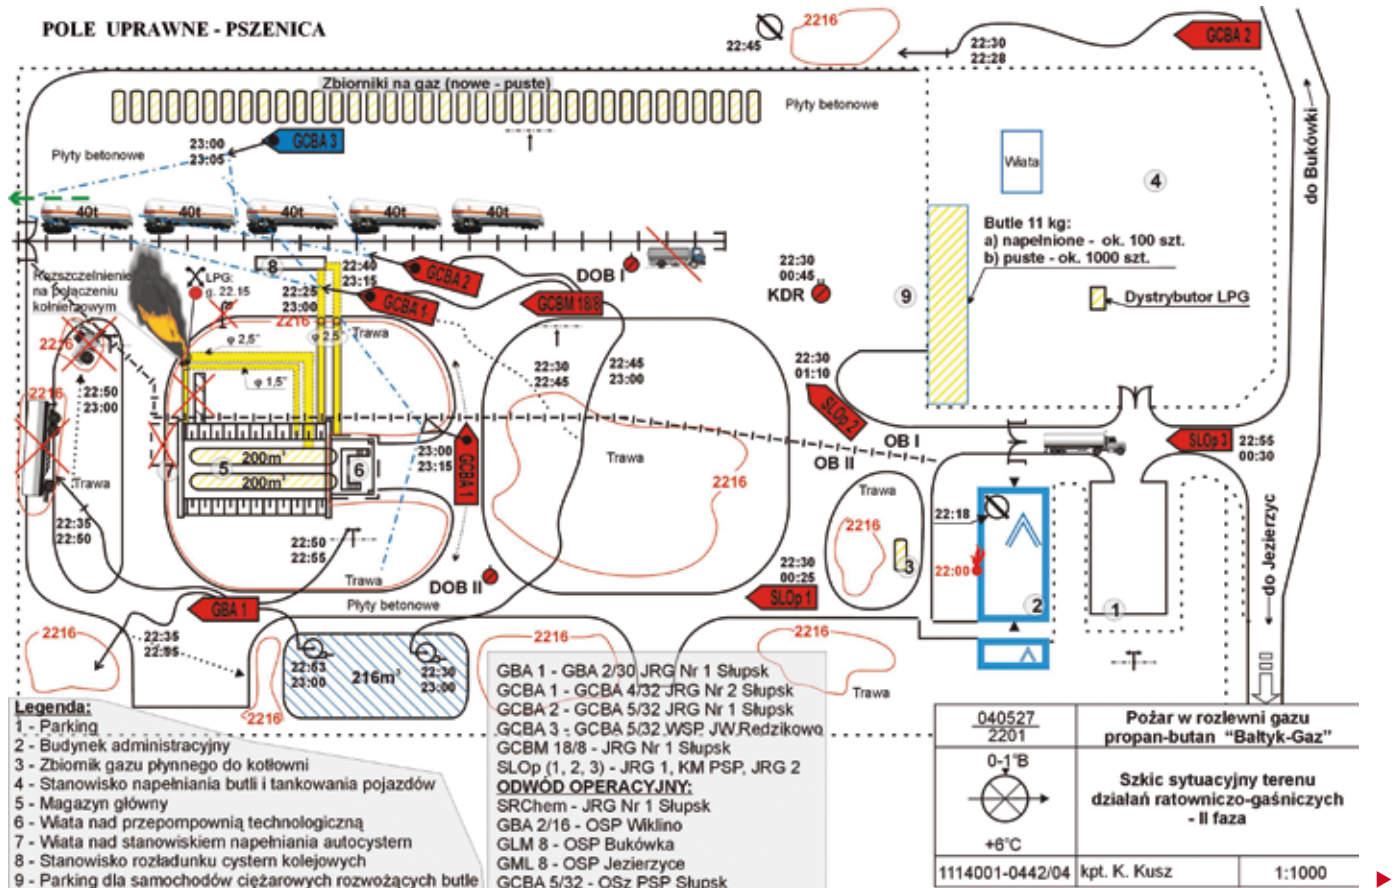 POLE UPRAWNE - PSZENICA
22:45
2216
GCBA 2
22:30
22:28
Zbiorniki na gaz (nowe - puste)
Płyty betonowe
Płyty betonowe
23:00
23:05
GCBA 3
do Bukówki
Wiata
4
40t
40t
40t
40t
40t
Butle 11 kg:
a) napełnione - ok. 100 szt.
b) puste - ok. 1000 szt.
Rozszczelnienie
na połączeniu
kołnierzowym
LPG:
g. 22.15
8
22:40
23:15
GCBA 2
DOB I
22:30
00:45
KDR
9
Dystrybutor LPG
22:25
23:00
GCBA 1
GCBM 18/8
2216
φ 2,5"
Trawa
φ 2,5"
φ 1,5"
2216
2216
22:50
23:00
22:30
22:45
22:45
23:00
22:30
01:10
SLOp 2
OB I
OB II
SLOp 3
22:55
00:30
23:00
23:15
GCBA 1
200m³
200m³
5
6
7
Trawa
Trawa
2216
Trawa
2216
22:35
22:50
22:50
22:55
22:18
22:00
2
1
3
do Jezierzyc
Trawa
DOB II
Płyty betonowe
22:30
00:25
SLOp 1
GBA 1
2216
22:35
22:55
22:53
23:00
216m³
22:30
23:00
2216
2216
2216
Trawa
Legenda:
1 - Parking
2 - Budynek administracyjny
3 - Zbiornik gazu płynnego do kotłowni
4 - Stanowisko napełniania butli i tankowania pojazdów
5 - Magazyn główny
6 - Wiata nad przepompownią technologiczną
7 - Wiata nad stanowiskiem napełniania autocystern
8 - Stanowisko rozładunku cystern kolejowych
9 - Parking dla samochodów ciężarowych rozwożących butle
GBA 1 - GBA 2/30 JRG Nr 1 Słupsk
GCBA 1 - GCBA 4/32 JRG Nr 2 Słupsk
GCBA 2 - GCBA 5/32 JRG Nr 1 Słupsk
GCBA 3 - GCBA 5/32 WSP JW Redzikowo
GCBM 18/8 - JRG Nr 1 Słupsk
SLOp (1, 2, 3) - JRG 1, KM PSP, JRG 2
ODWÓD OPERACYJNY:
SRChem - JRG Nr 1 Słupsk
GBA 2/16 - OSP Wiklino
GLM 8 - OSP Bukówka
GML 8 - OSP Jezierzyce
GCBA 5/32 - OSz PSP Słupsk
040527
2201
Pożar w rozlewni gazu
propan-butan "Bałtyk-Gaz"
0-1°B
+6°C
Szkic sytuacyjny terenu
działań ratowniczo-gaśniczych
- II faza
1114001-0442/04
kpt. K. Kusz
1:1000